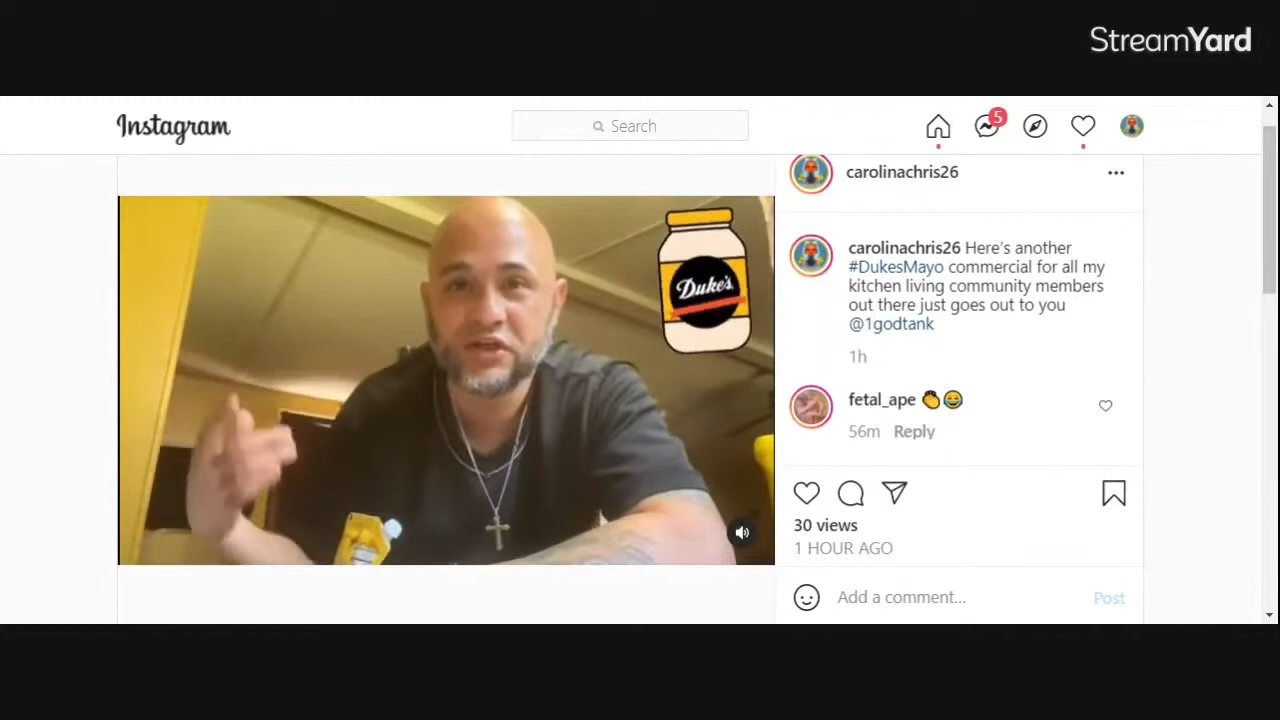 StreamYard
Instagram
Search
5
carolinachris26
Duke's
carolinachris26 Here's another
#DukesMayo commercial for all my
kitchen living community members
out there just goes out to you
@1godtank
1h
fetal_ape 👏😂
56m Reply
30 views
1 HOUR AGO
Add a comment...
Post